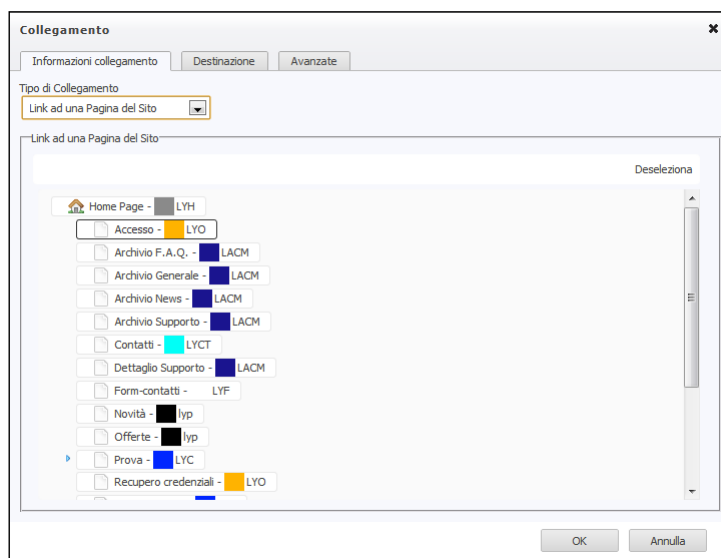 Collegamento
Informazioni collegamento Destinazione Avanzate
Tipo di Collegamento
Link ad una Pagina del Sito
Link ad una Pagina del Sito
Deseleziona
Home Page - LYH
Accesso - LYO
Archivio F.A.Q. - LACM
Archivio Generale - LACM
Archivio News - LACM
Archivio Supporto - LACM
Contatti - LYCT
Dettaglio Supporto - LACM
Form-contatti - LYF
Novità - lyp
Offerte - lyp
Prova - LYC
Recupero credenziali - LYO
OK Annulla